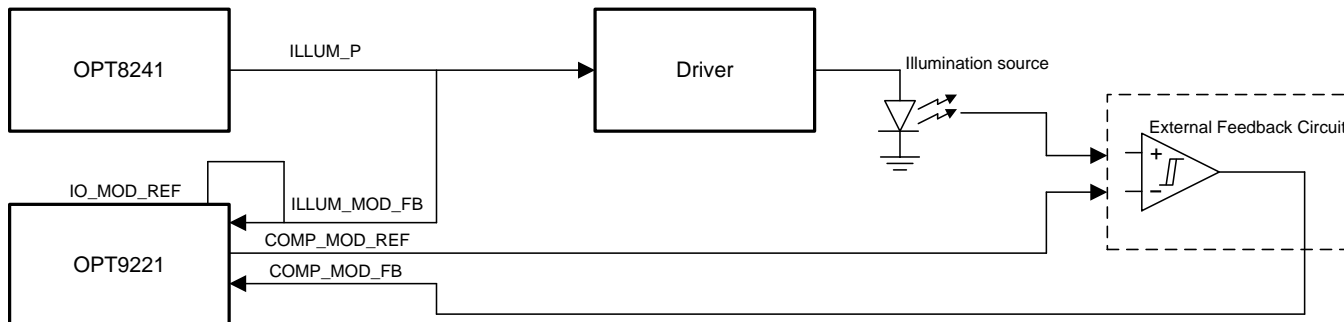 OPT8241
ILLUM_P
Driver
Illumination source
External Feedback Circuit
+
−
IO_MOD_REF
ILLUM_MOD_FB
COMP_MOD_REF
OPT9221
COMP_MOD_FB